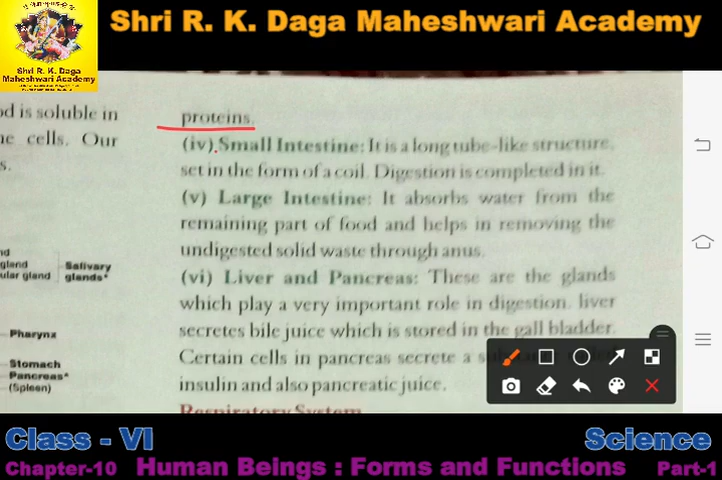 Shri R. K. Daga Maheshwari Academy
Shri R. K. Daga
Maheshwari Academy
od is soluble in
he cells. Our
s.
nd
gland
ular gland
Salivary
glands*
Pharynx
Stomach
Pancreas*
(Spleen)
proteins.
(iv) Small Intestine: It is a long tube-like structure,
set in the form of a coil. Digestion is completed in it.
(v) Large Intestine: It absorbs water from the
remaining part of food and helps in removing the
undigested solid waste through anus.
(vi) Liver and Pancreas: These are the glands
which play a very important role in digestion. liver
secretes bile juice which is stored in the gall bladder.
Certain cells in pancreas secrete a
insulin and also pancreatic juice.
Respiratory System
Class - VI
Science
Chapter-10 Human Beings : Forms and Functions Part-1